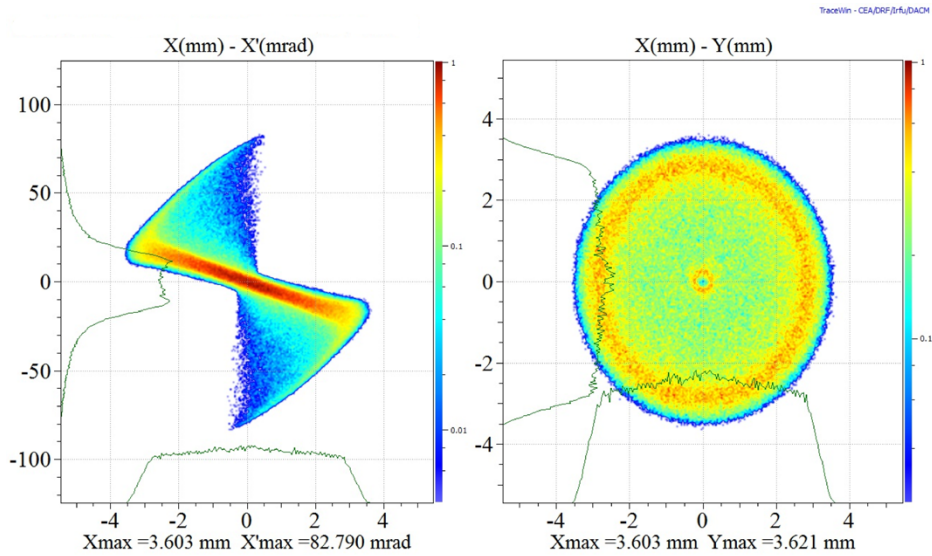 TraceWin - CEA/DRF/Irfu/DACM
X(mm) - X'(mrad)
X(mm) - Y(mm)
1
1
100
4
50
2
0.1
0
0
0.1
-50
-2
0.01
-4
-100
-4 -2 0 2 4
-4 -2 0 2 4
Xmax =3.603 mm X'max =82.790 mrad
Xmax =3.603 mm Ymax =3.621 mm